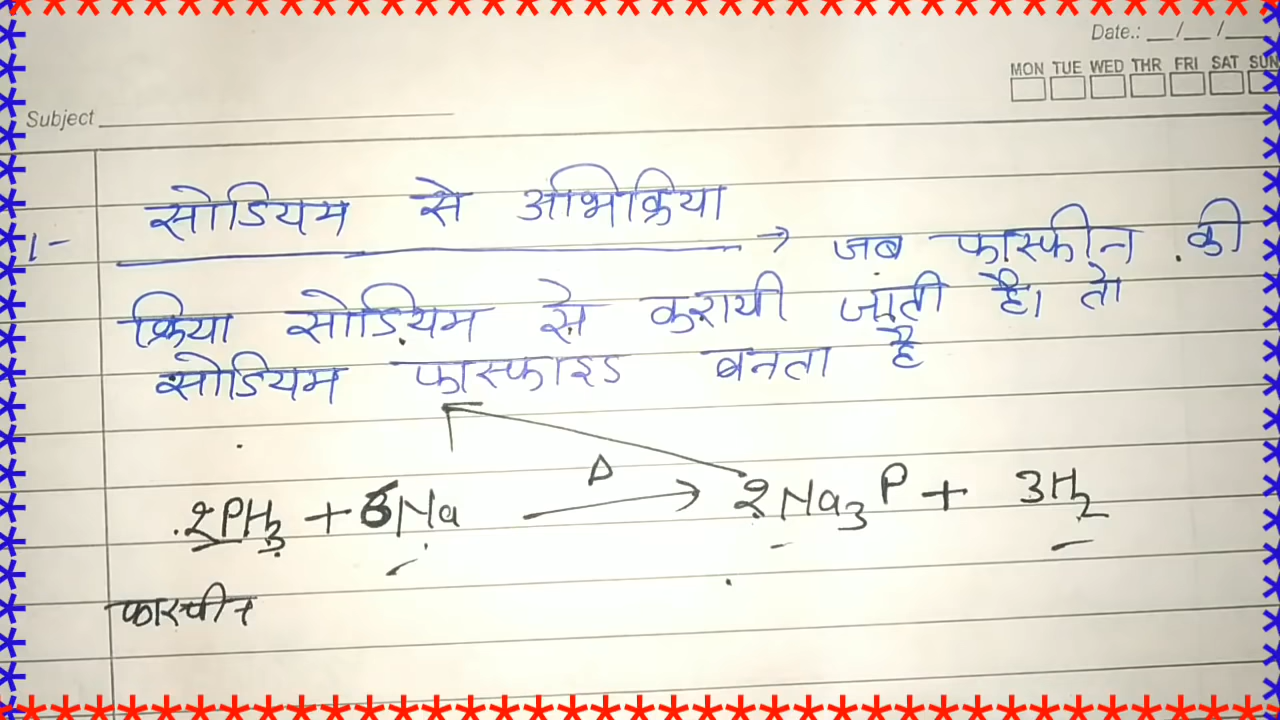 Date.: __/__/__
MON TUE WED THR FRI SAT SUN
Subject
1- सोडियम से अभिक्रिया → जब फास्फीन की
क्रिया सोडियम से करायी जाती है। तो
सोडियम फास्फाइड बनता है
2PH₃ + 6Na —Δ→ 2Na₃P + 3H₂
फास्फीन